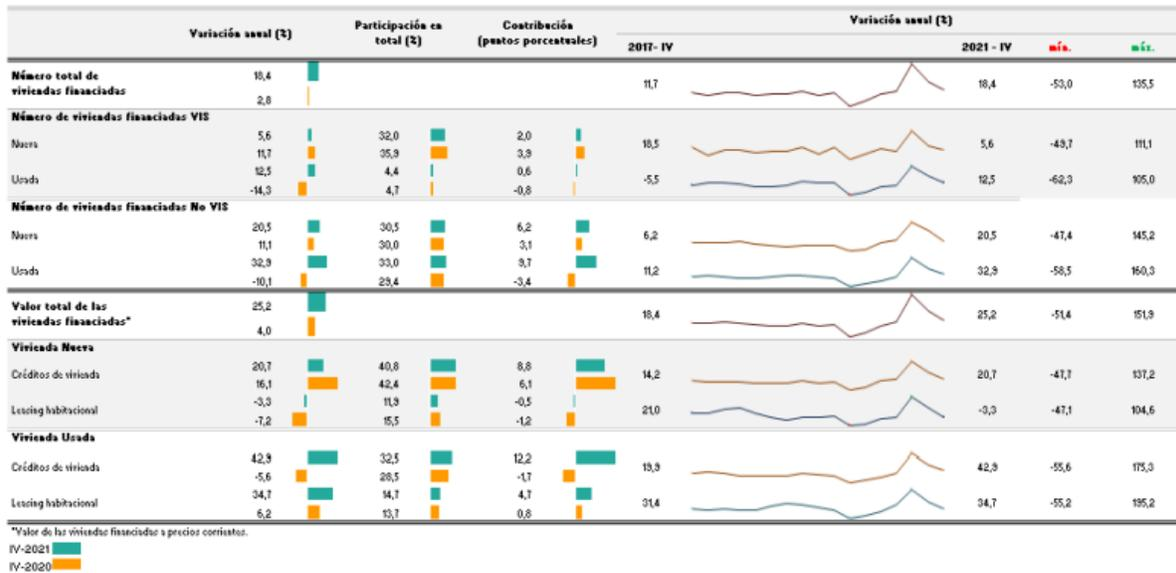 Variación anual (%) Participación en total (%) Contribución (puntos porcentuales) Variación anual (%)
2017- IV 2021 - IV mín. máx.
Número total de viviendas financiadas 18,4 11,7 18,4 -53,0 135,5
2,8
Número de viviendas financiadas VIS
Nueva 5,6 32,0 2,0 18,5 5,6 -49,7 111,1
11,7 35,9 3,9
Usada 12,5 4,4 0,6 -5,5 12,5 -62,3 105,0
-14,3 4,7 -0,8
Número de viviendas financiadas No VIS
Nueva 20,5 30,5 6,2 6,2 20,5 -47,4 145,2
11,1 30,0 3,1
Usada 32,9 33,0 9,7 11,2 32,9 -58,5 160,3
-10,1 29,4 -3,4
Valor total de las viviendas financiadas* 25,2 18,4 25,2 -51,4 151,9
4,0
Vivienda Nueva
Créditos de vivienda 20,7 40,8 8,8 14,2 20,7 -47,7 137,2
16,1 42,4 6,1
Leasing habitacional -3,3 11,9 -0,5 21,0 -3,3 -47,1 104,6
-7,2 15,5 -1,2
Vivienda Usada
Créditos de vivienda 42,9 32,5 12,2 19,9 42,9 -55,6 175,3
-5,6 28,5 -1,7
Leasing habitacional 34,7 14,7 4,7 31,4 34,7 -55,2 195,2
6,2 13,7 0,8
*Valor de las viviendas financiadas a precios corrientes.
IV-2021
IV-2020